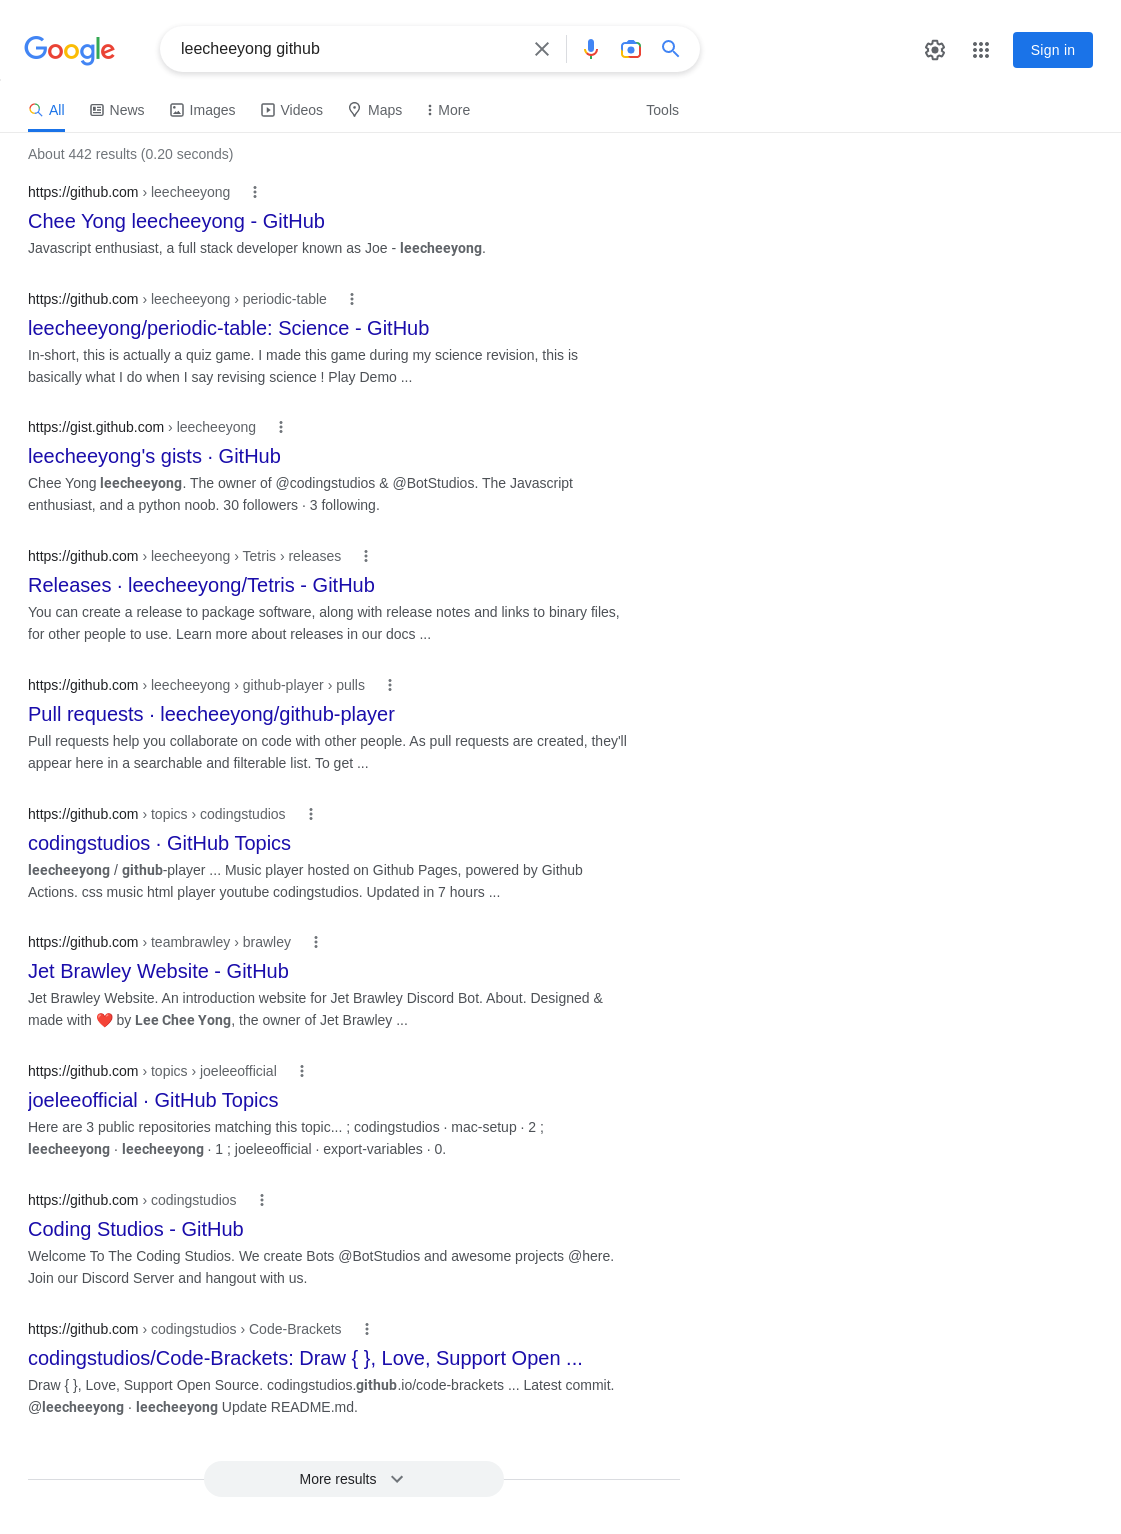 Google
leecheeyong github
Sign in
All News Images Videos Maps More Tools
About 442 results (0.20 seconds)
https://github.com › leecheeyong
Chee Yong leecheeyong - GitHub
Javascript enthusiast, a full stack developer known as Joe - leecheeyong.
https://github.com › leecheeyong › periodic-table
leecheeyong/periodic-table: Science - GitHub
In-short, this is actually a quiz game. I made this game during my science revision, this is
basically what I do when I say revising science ! Play Demo ...
https://gist.github.com › leecheeyong
leecheeyong's gists · GitHub
Chee Yong leecheeyong. The owner of @codingstudios & @BotStudios. The Javascript
enthusiast, and a python noob. 30 followers · 3 following.
https://github.com › leecheeyong › Tetris › releases
Releases · leecheeyong/Tetris - GitHub
You can create a release to package software, along with release notes and links to binary files,
for other people to use. Learn more about releases in our docs ...
https://github.com › leecheeyong › github-player › pulls
Pull requests · leecheeyong/github-player
Pull requests help you collaborate on code with other people. As pull requests are created, they'll
appear here in a searchable and filterable list. To get ...
https://github.com › topics › codingstudios
codingstudios · GitHub Topics
leecheeyong / github-player ... Music player hosted on Github Pages, powered by Github
Actions. css music html player youtube codingstudios. Updated in 7 hours ...
https://github.com › teambrawley › brawley
Jet Brawley Website - GitHub
Jet Brawley Website. An introduction website for Jet Brawley Discord Bot. About. Designed &
made with ❤️ by Lee Chee Yong, the owner of Jet Brawley ...
https://github.com › topics › joeleeofficial
joeleeofficial · GitHub Topics
Here are 3 public repositories matching this topic... ; codingstudios · mac-setup · 2 ;
leecheeyong · leecheeyong · 1 ; joeleeofficial · export-variables · 0.
https://github.com › codingstudios
Coding Studios - GitHub
Welcome To The Coding Studios. We create Bots @BotStudios and awesome projects @here.
Join our Discord Server and hangout with us.
https://github.com › codingstudios › Code-Brackets
codingstudios/Code-Brackets: Draw { }, Love, Support Open ...
Draw { }, Love, Support Open Source. codingstudios.github.io/code-brackets ... Latest commit.
@leecheeyong · leecheeyong Update README.md.
More results